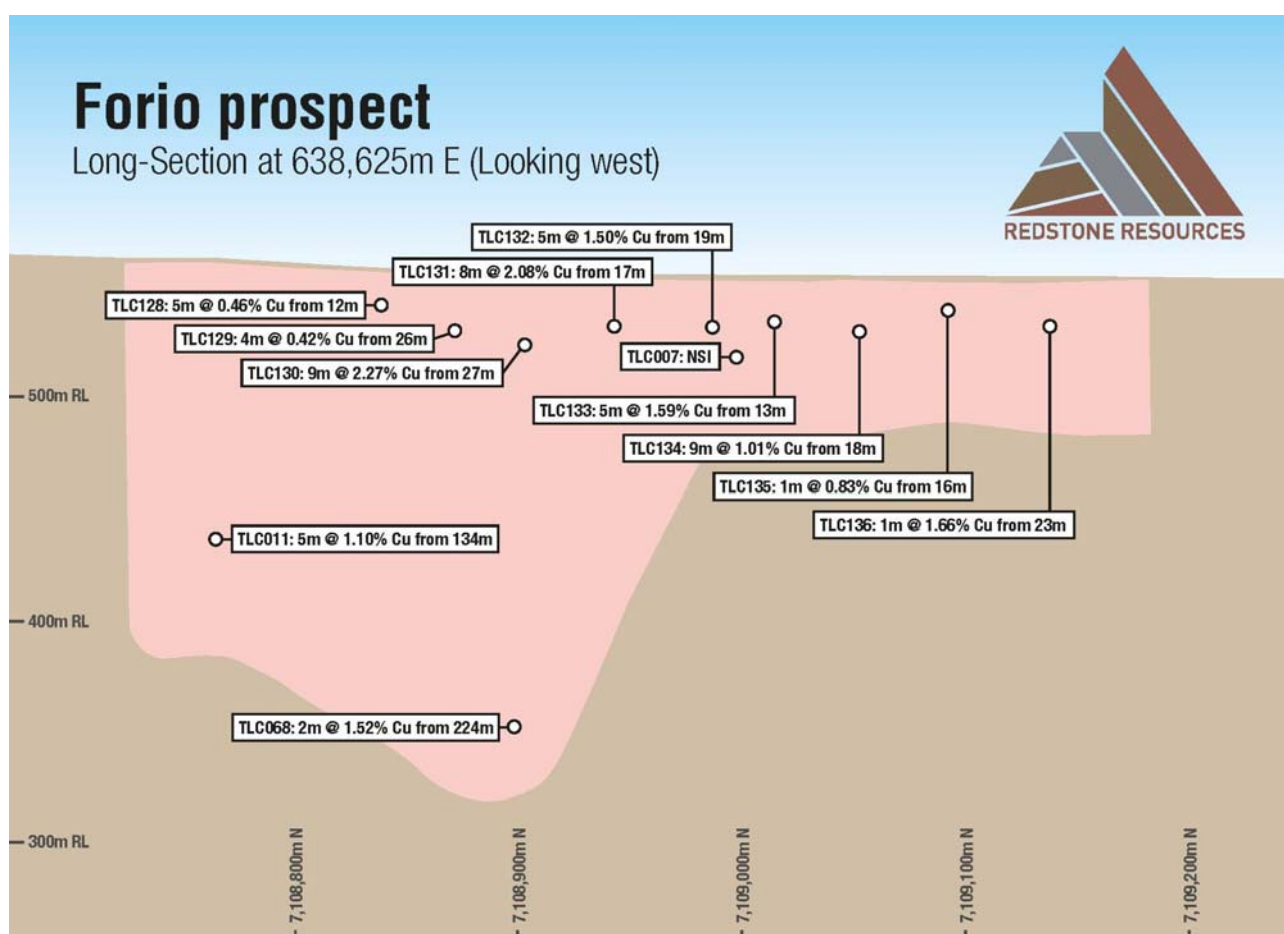 Forio prospect
Long-Section at 638,625m E (Looking west)
REDSTONE RESOURCES
TLC132: 5m @ 1.50% Cu from 19m
TLC131: 8m @ 2.08% Cu from 17m
TLC128: 5m @ 0.46% Cu from 12m
TLC129: 4m @ 0.42% Cu from 26m
TLC007: NSI
TLC130: 9m @ 2.27% Cu from 27m
500m RL
TLC133: 5m @ 1.59% Cu from 13m
TLC134: 9m @ 1.01% Cu from 18m
TLC135: 1m @ 0.83% Cu from 16m
TLC136: 1m @ 1.66% Cu from 23m
TLC011: 5m @ 1.10% Cu from 134m
400m RL
TLC068: 2m @ 1.52% Cu from 224m
300m RL
7,108,800m N
7,108,900m N
7,109,000m N
7,109,100m N
7,109,200m N